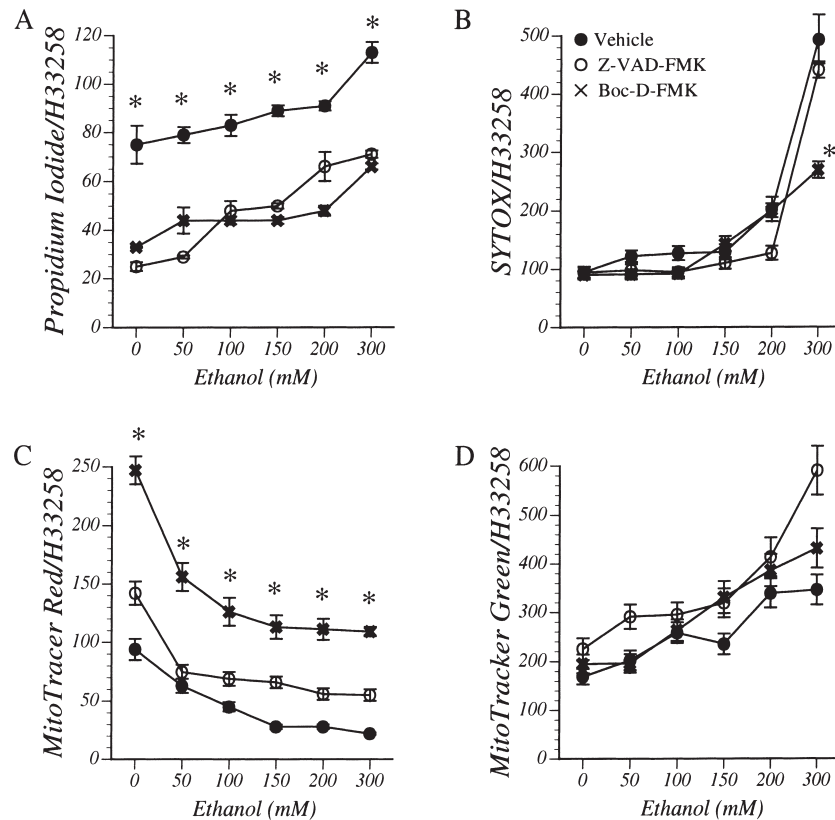 A
Propidium Iodide/H33258
120
100
80
60
40
20
0
* * * * * *
0 50 100 150 200 300
Ethanol (mM)
B
SYTOX/H33258
500
400
300
200
100
0
Vehicle
Z-VAD-FMK
Boc-D-FMK
*
0 50 100 150 200 300
Ethanol (mM)
C
MitoTracer Red/H33258
250
200
150
100
50
0
* * * * * *
0 50 100 150 200 300
Ethanol (mM)
D
MitoTracker Green/H33258
600
500
400
300
200
100
0
0 50 100 150 200 300
Ethanol (mM)